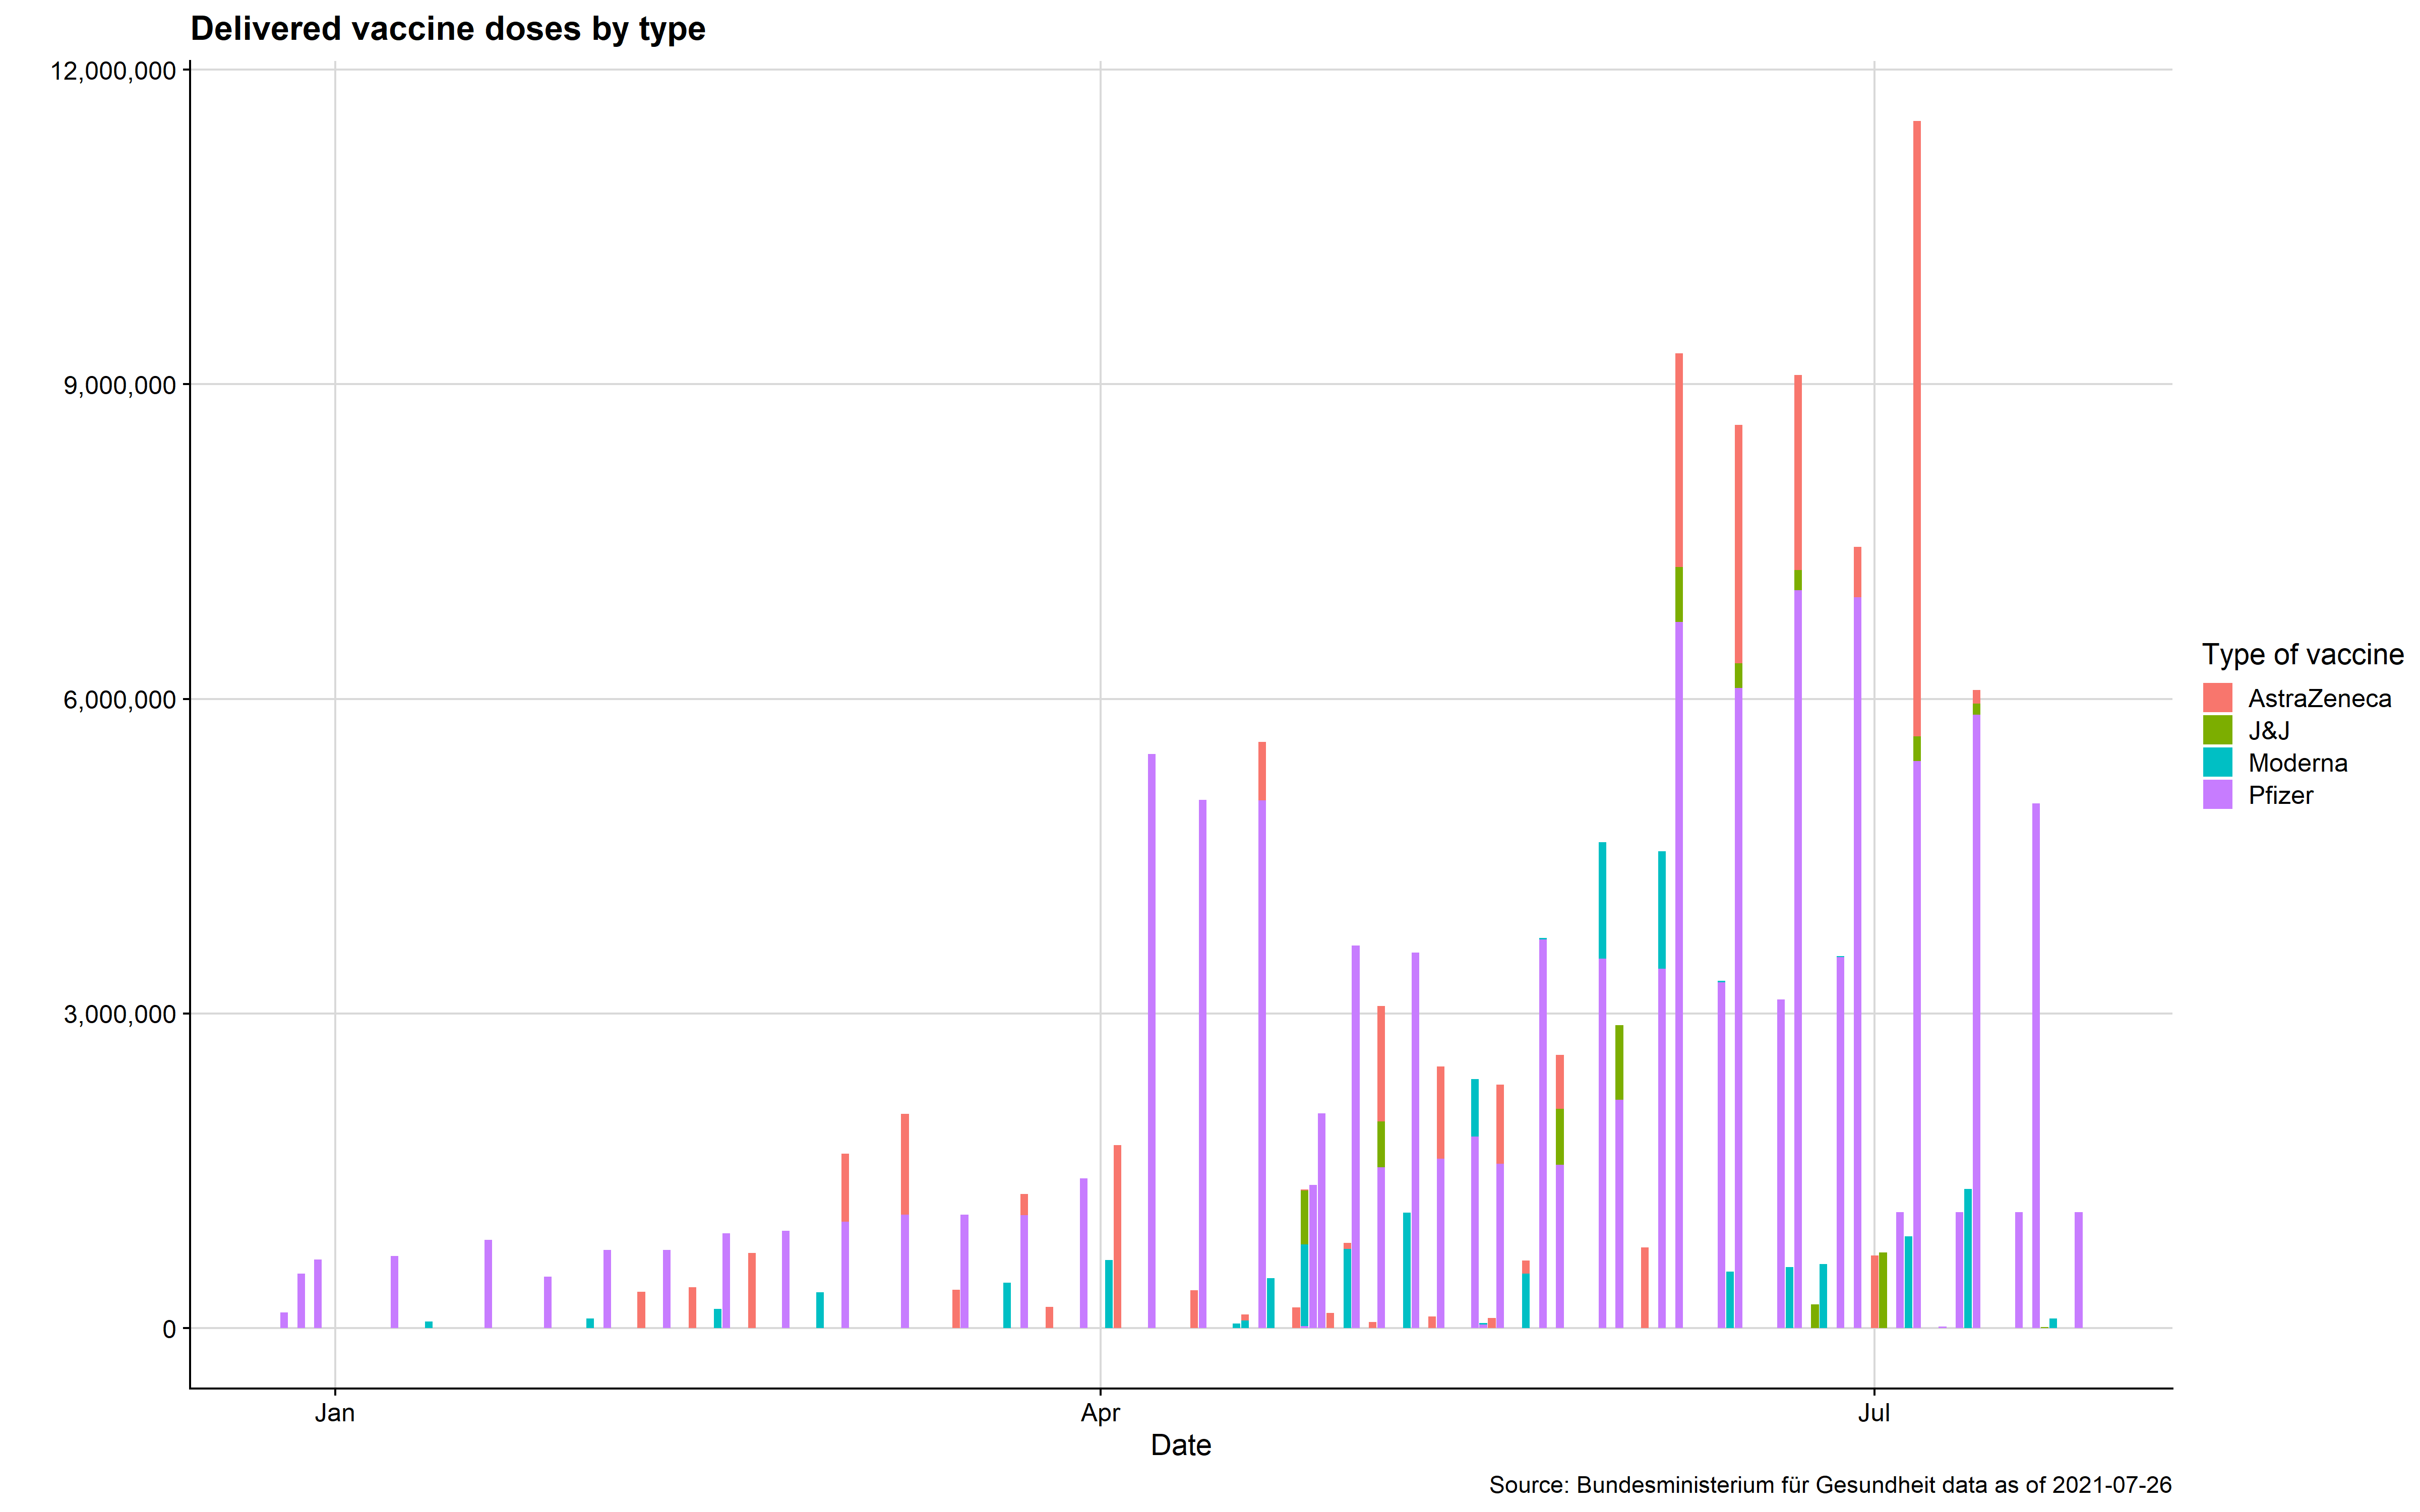 Delivered vaccine doses by type
12,000,000
9,000,000
6,000,000
3,000,000
0
Jan
Apr
Jul
Date
Type of vaccine
AstraZeneca
J&J
Moderna
Pfizer
Source: Bundesministerium für Gesundheit data as of 2021-07-26